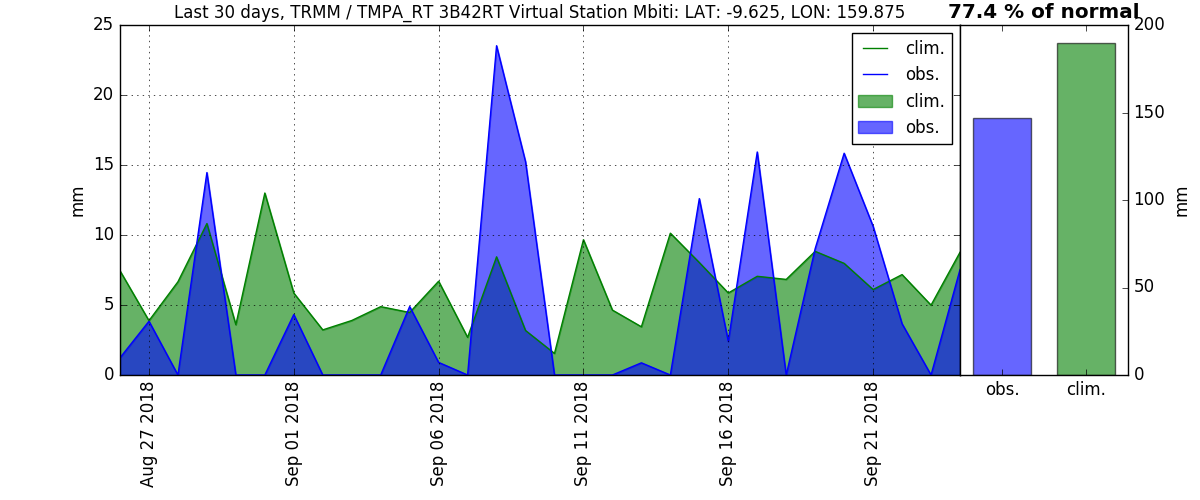 Last 30 days, TRMM / TMPA_RT 3B42RT Virtual Station Mbiti: LAT: -9.625, LON: 159.875
77.4 % of normal
25
20
15
10
5
0
mm
clim.
obs.
clim.
obs.
Aug 27 2018
Sep 01 2018
Sep 06 2018
Sep 11 2018
Sep 16 2018
Sep 21 2018
200
150
100
50
0
mm
obs.
clim.